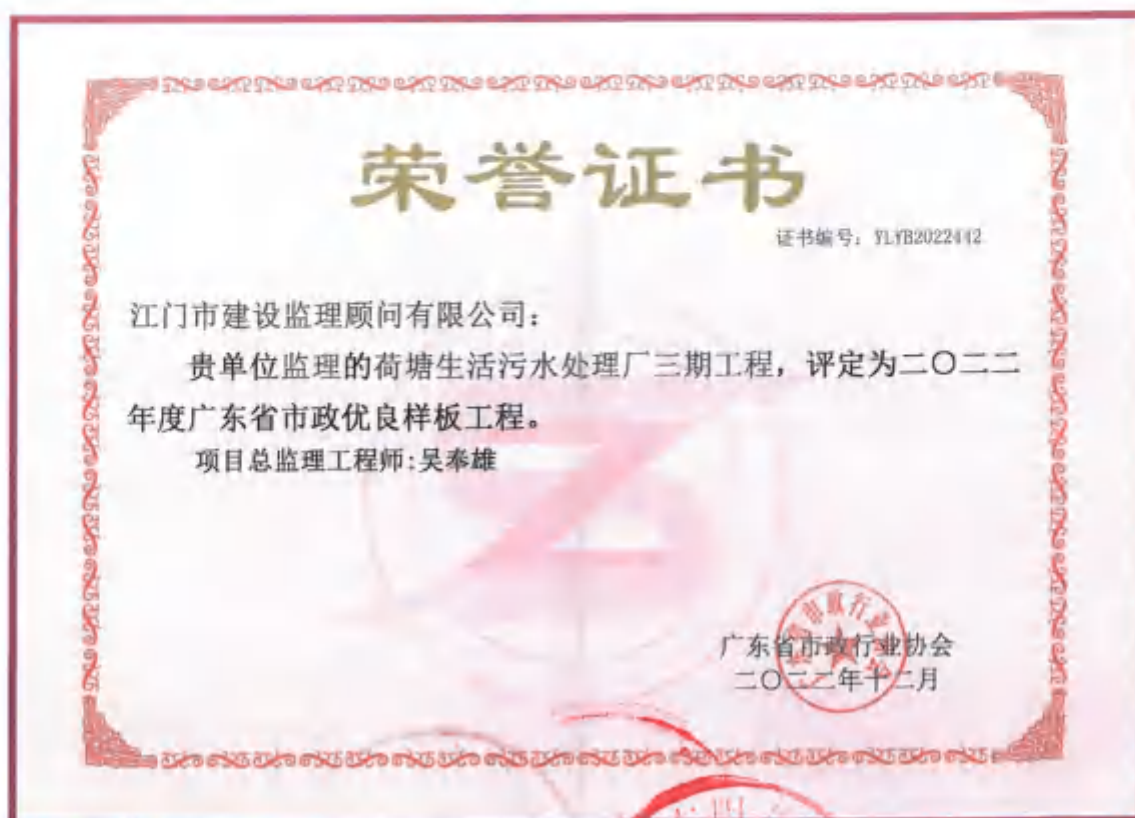 荣誉证书
证书编号：YLYB2022442
江门市建设监理顾问有限公司：
贵单位监理的荷塘生活污水处理厂三期工程，评定为二〇二二
年度广东省市政优良样板工程。
项目总监理工程师:吴奉雄
广东省市政行业协会
二〇二二年十二月